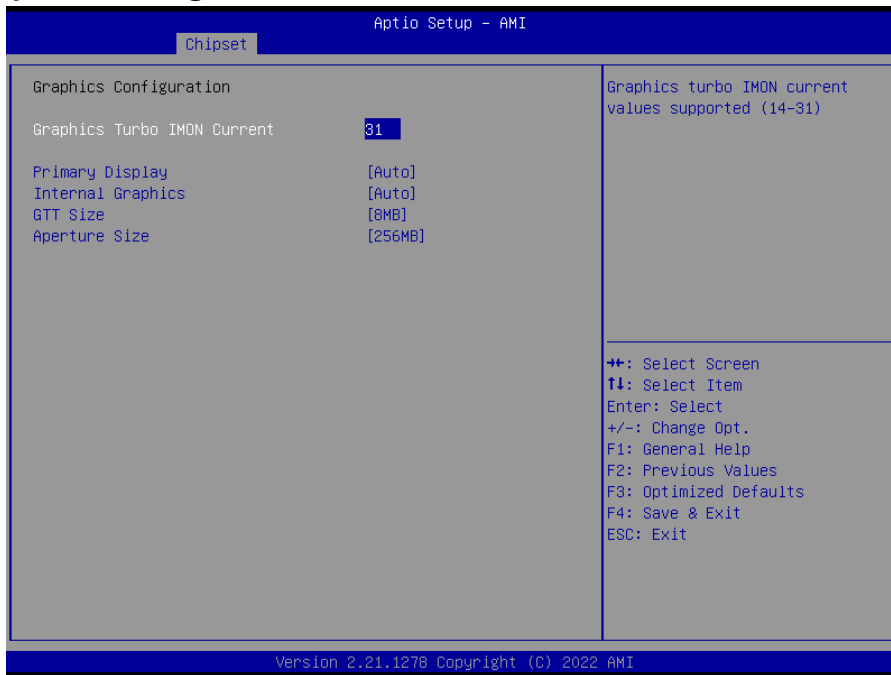 Aptio Setup - AMI
Chipset
Graphics Configuration
Graphics Turbo IMON Current 31
Primary Display [Auto]
Internal Graphics [Auto]
GTT Size [8MB]
Aperture Size [256MB]
Graphics turbo IMON current
values supported (14-31)
→←: Select Screen
↑↓: Select Item
Enter: Select
+/-: Change Opt.
F1: General Help
F2: Previous Values
F3: Optimized Defaults
F4: Save & Exit
ESC: Exit
Version 2.21.1278 Copyright (C) 2022 AMI